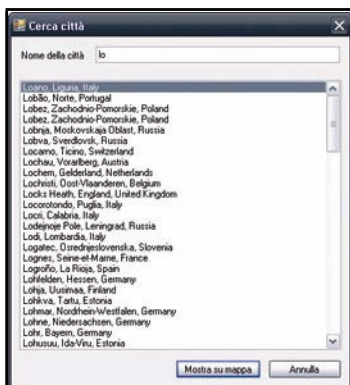 Cerca città
Nome della città
lo
Loano, Liguria, Italy
Lobão, Norte, Portugal
Lobez, Zachodnio-Pomorskie, Poland
Lobez, Zachodnio-Pomorskie, Poland
Lobnja, Moskovskaja Oblast, Russia
Lobva, Sverdlovsk, Russia
Locarno, Ticino, Switzerland
Lochau, Vorarlberg, Austria
Lochem, Gelderland, Netherlands
Lochristi, Oost-Vlaanderen, Belgium
Locks Heath, England, United Kingdom
Locorotondo, Puglia, Italy
Locri, Calabria, Italy
Lodejnoje Pole, Leningrad, Russia
Lodi, Lombardia, Italy
Logatec, Osrednjeslovenska, Slovenia
Lognes, Seine-et-Marne, France
Logroño, La Rioja, Spain
Lohfelden, Hessen, Germany
Lohja, Uusimaa, Finland
Lohkva, Tartu, Estonia
Lohmar, Nordrhein-Westfalen, Germany
Lohne, Niedersachsen, Germany
Lohr, Bayern, Germany
Lohusuu, Ida-Viru, Estonia
Mostra su mappa
Annulla